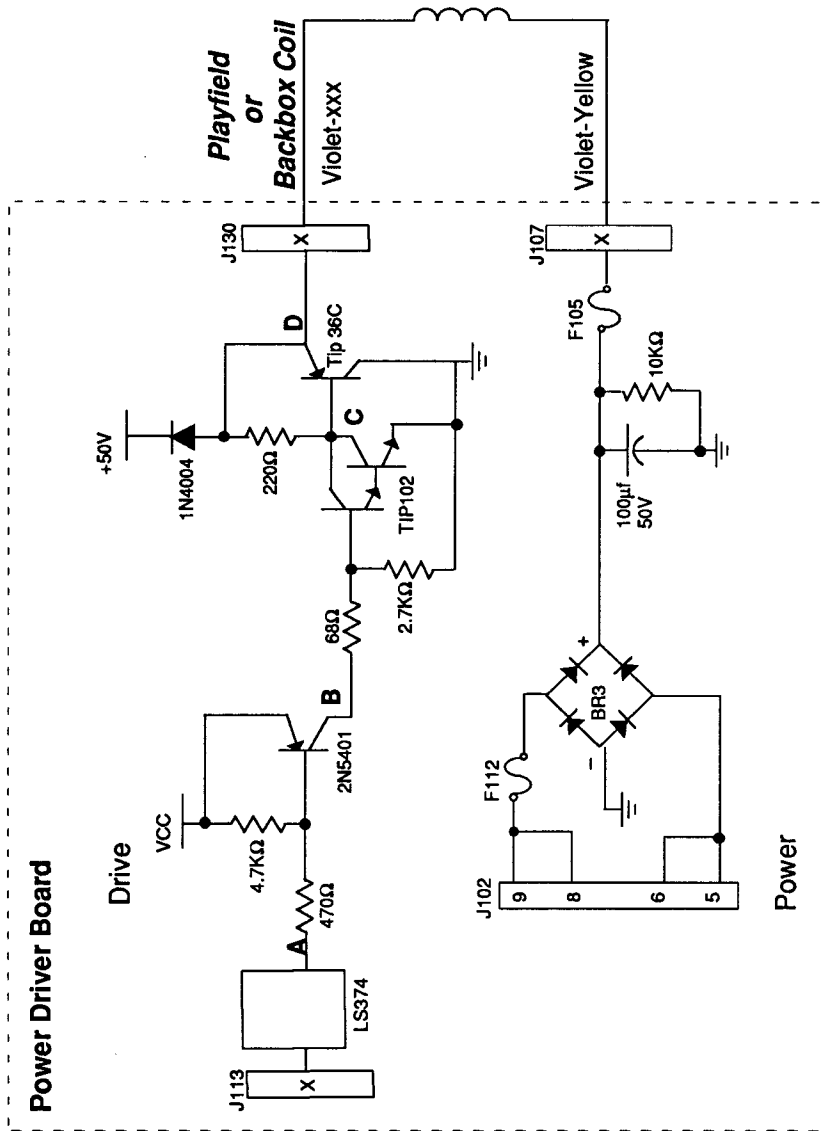 Power Driver Board
Drive
Playfield
or
Backbox Coil
Violet-xxx
J130
X
D
+50V
1N4004
220Ω
Tip 36C
C
TIP102
2.7KΩ
68Ω
B
2N5401
VCC
4.7KΩ
470Ω
A
LS374
J113
X
Violet-Yellow
J107
X
F105
10KΩ
100µf
50V
+
BR3
–
F112
J102
9
8
6
5
Power